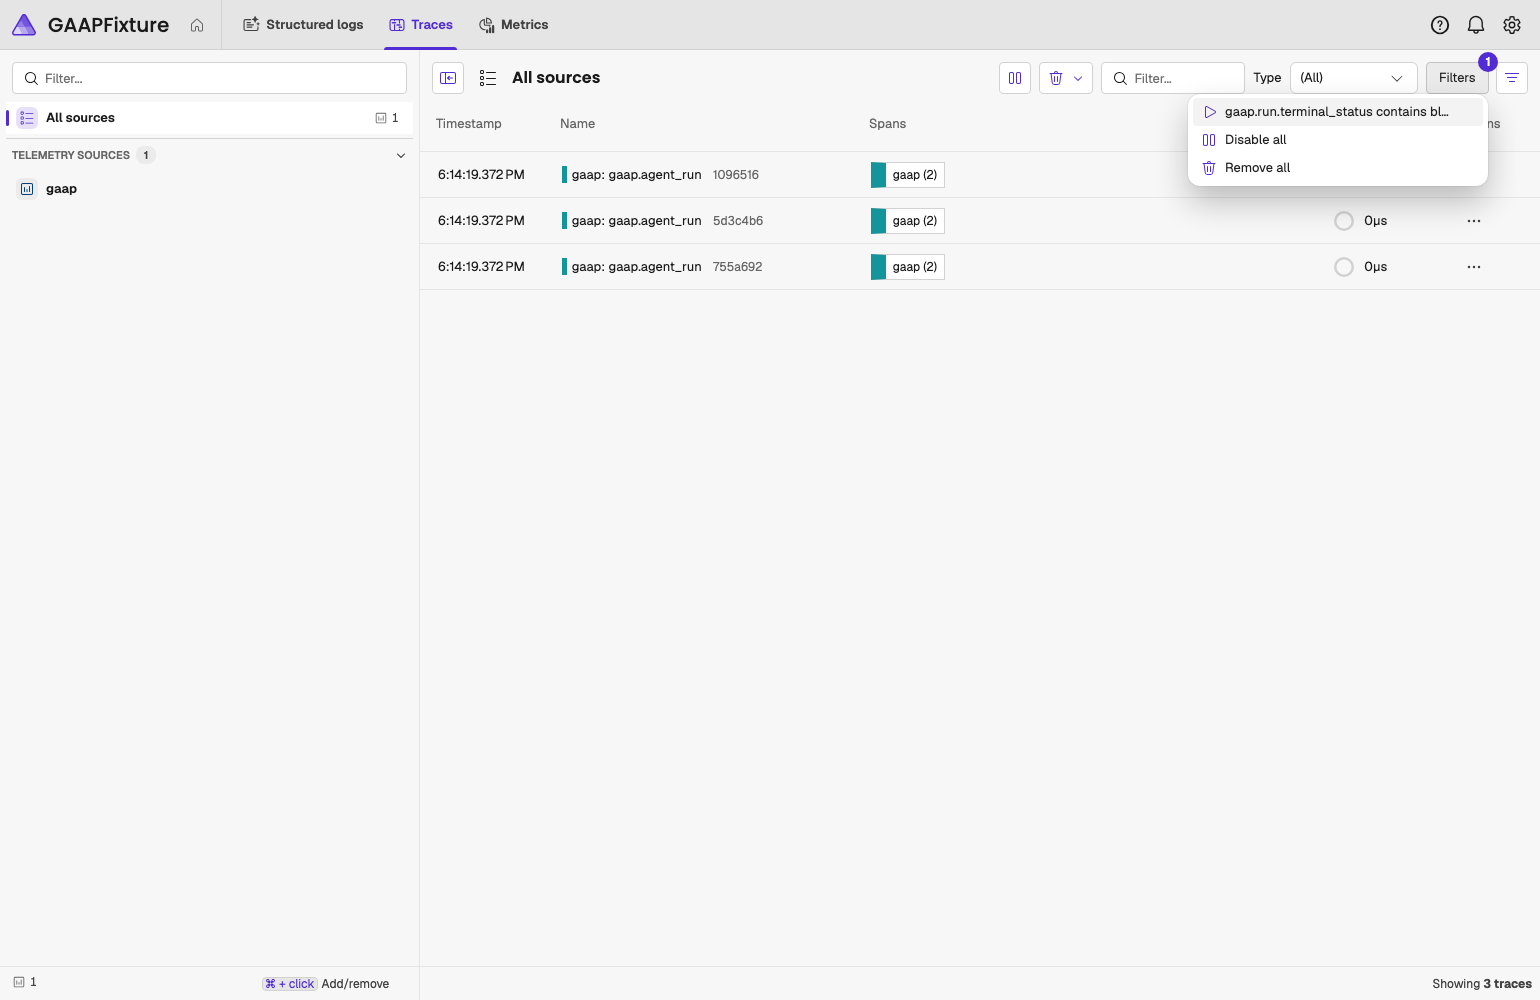 GAAPFixture
Structured logs
Traces
Metrics
Filter...
All sources
1
TELEMETRY SOURCES 1
gaap
All sources
Filter...
Type
(All)
Filters
1
gaap.run.terminal_status contains bl...
Disable all
Remove all
Timestamp Name Spans ns
6:14:19.372 PM gaap: gaap.agent_run 1096516 gaap (2)
6:14:19.372 PM gaap: gaap.agent_run 5d3c4b6 gaap (2) 0μs ...
6:14:19.372 PM gaap: gaap.agent_run 755a692 gaap (2) 0μs ...
1
⌘ + click Add/remove
Showing 3 traces